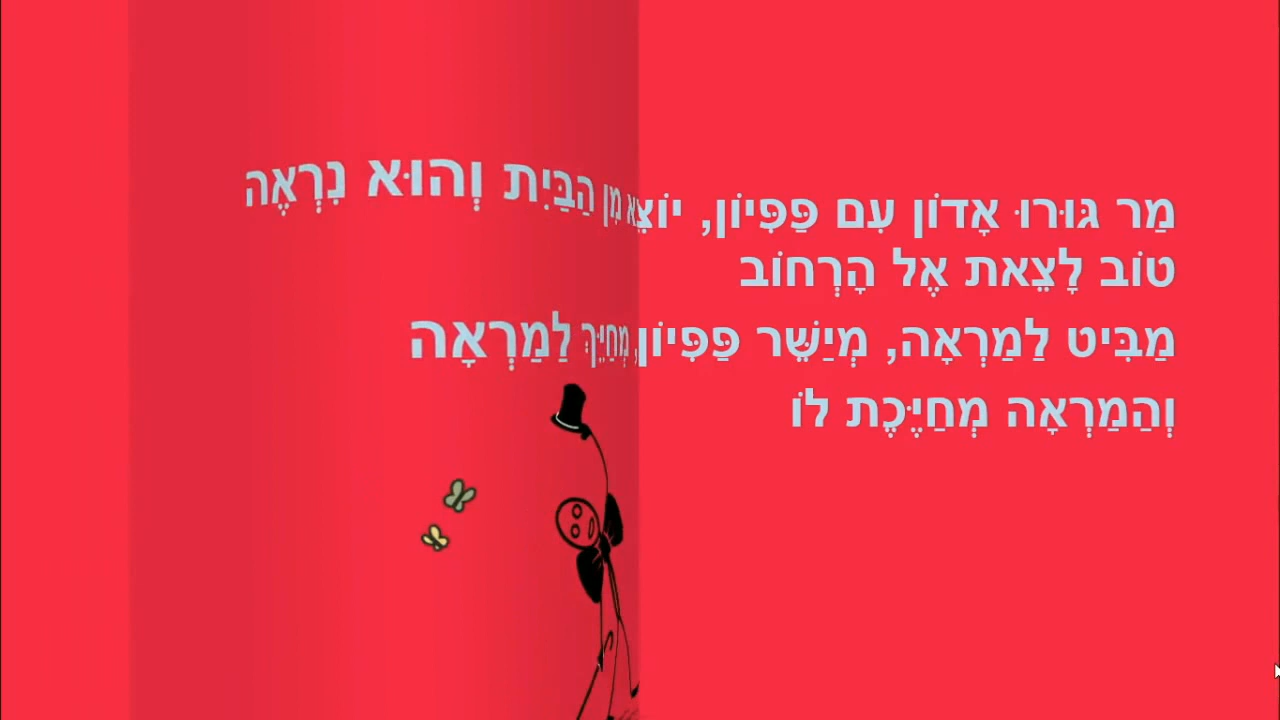 מַר גּוּרוּ אָדוֹן עִם פַּפִּיוֹן, יוֹצֵא מִן הַבַּיִת וְהוּא נִרְאֶה
טוֹב לָצֵאת אֶל הָרְחוֹב
מַבִּיט לַמַּרְאָה, מְיַשֵּׁר פַּפִּיוֹן, מְחַיֵּךְ לַמַּרְאָה
וְהַמַּרְאָה מְחַיֶּכֶת לוֹ